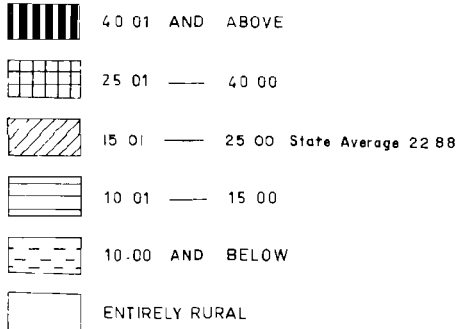 40 01 AND ABOVE
25 01 — 40 00
15 01 — 25 00 State Average 22 88
10 01 — 15 00
10.00 AND BELOW
ENTIRELY RURAL